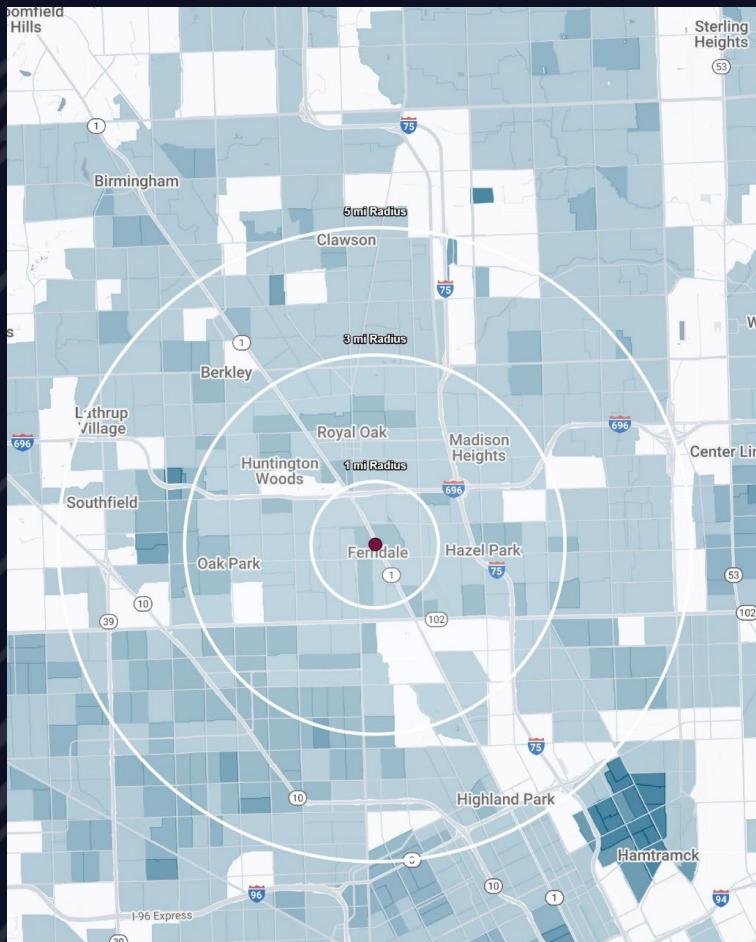 oomfield
Hills
Sterling
Heights
53
1
75
Birmingham
5 mi Radius
Clawson
75
1
3 mi Radius
Berkley
Lathrup
Village
696
Royal Oak
696
Madison
Heights
Center Lin
Huntington
Woods
1 mi Radius
696
Southfield
Ferndale
Hazel Park
Oak Park
75
1
53
10
39
102
102
75
10
Highland Park
Hamtramck
8
96
10
1
94
I-96 Express
39